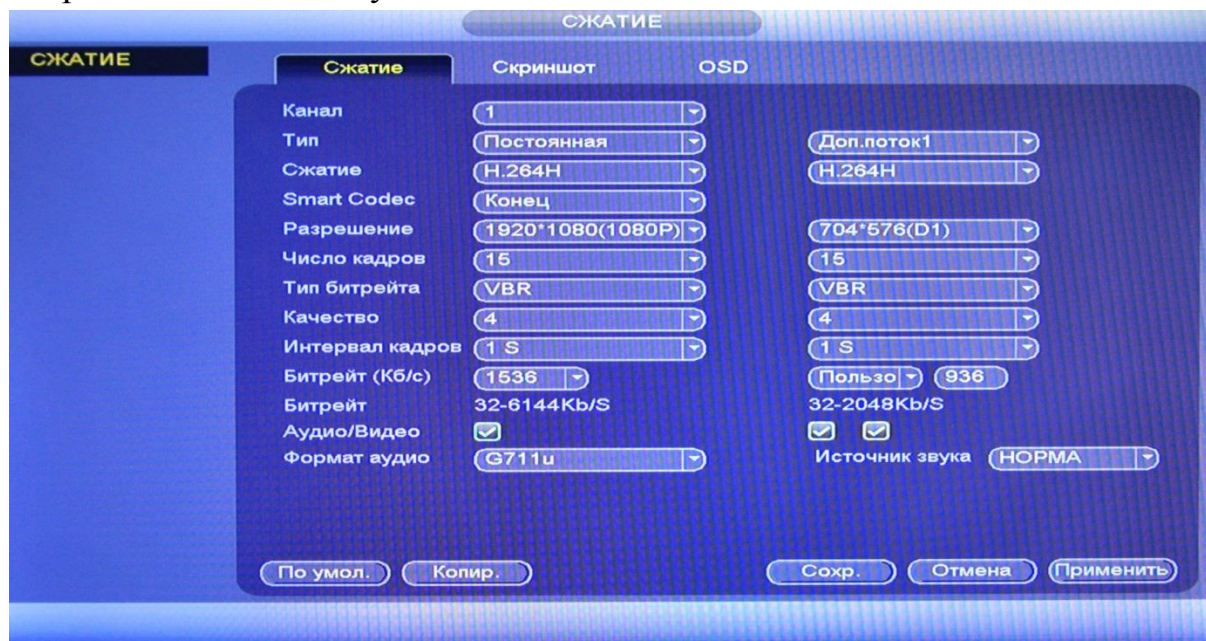 СЖАТИЕ
СЖАТИЕ
Сжатие Скриншот OSD
Канал 1
Тип Постоянная Доп.поток1
Сжатие H.264H H.264H
Smart Codec Конец
Разрешение 1920*1080(1080P) 704*576(D1)
Число кадров 15 15
Тип битрейта VBR VBR
Качество 4 4
Интервал кадров 1 S 1 S
Битрейт (Кб/с) 1536 Пользо 936
Битрейт 32-6144Kb/S 32-2048Kb/S
Аудио/Видео
Формат аудио G711u Источник звука НОРМА
По умол. Копир. Сохр. Отмена Применить